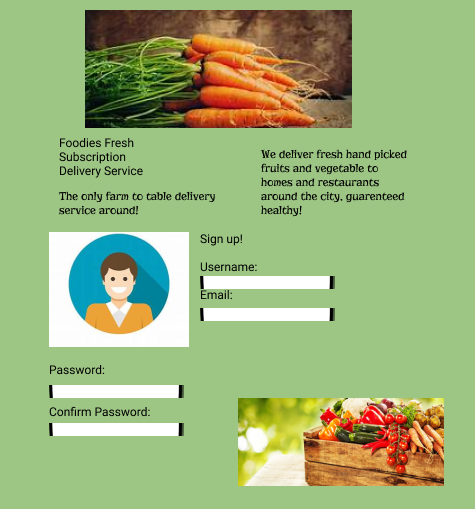 Foodies Fresh
Subscription
Delivery Service
The only farm to table delivery
service around!
We deliver fresh hand picked
fruits and vegetable to
homes and restaurants
around the city, guarenteed
healthy!
Sign up!
Username:
Email:
Password:
Confirm Password: